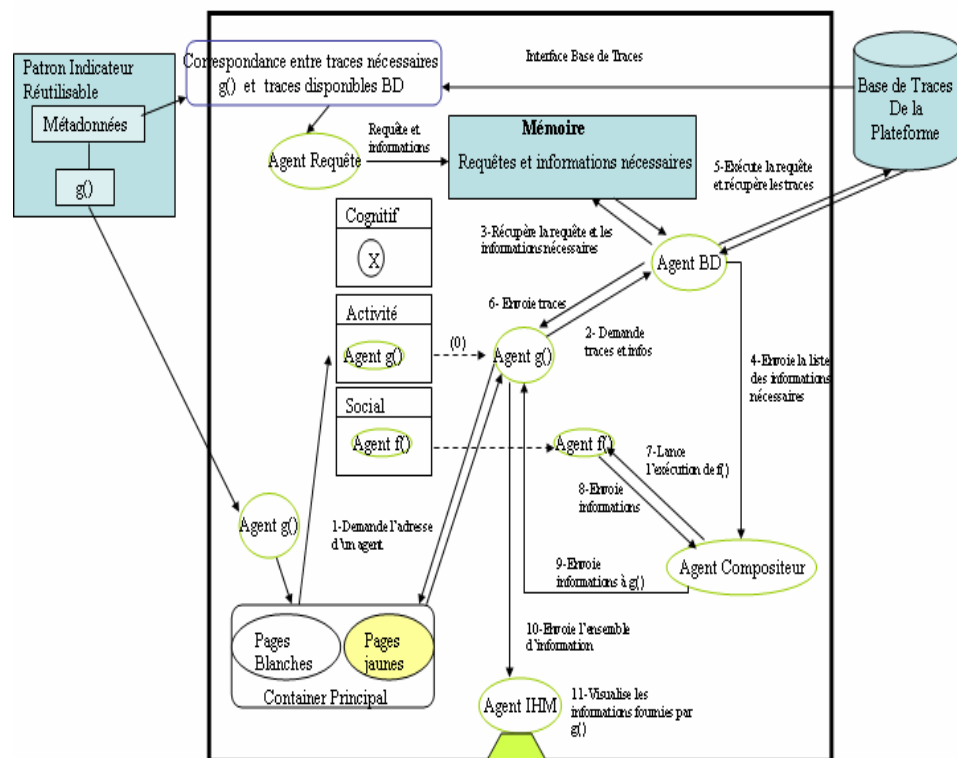 Patron Indicateur
Réutilisable
Métadonnées
g()
Correspondance entre traces nécessaires
g() et traces disponibles BD
Interface Base de Traces
Base de Traces
De la
Plateforme
Agent Requête
Requête et
informations
Mémoire
Requêtes et informations nécessaires
5-Exécute la requête
et récupère les traces
Cognitif
X
3-Récupère la requête et les
informations nécessaires
Agent BD
Activité
Agent g()
(0)
6- Envoie traces
Agent g()
2- Demande
traces et infos
4-Envoie la liste
des informations
nécessaires
Social
Agent f()
Agent f()
7-Lance
l'exécution de f()
8-Envoie
informations
Agent g()
1-Demande l'adresse
d'un agent
9-Envoie
informations à g()
Agent Compositeur
Pages
Blanches
Pages
jaunes
Container Principal
10-Envoie l'ensemble
d'information
Agent IHM
11-Visualise les
informations fournies par
g()